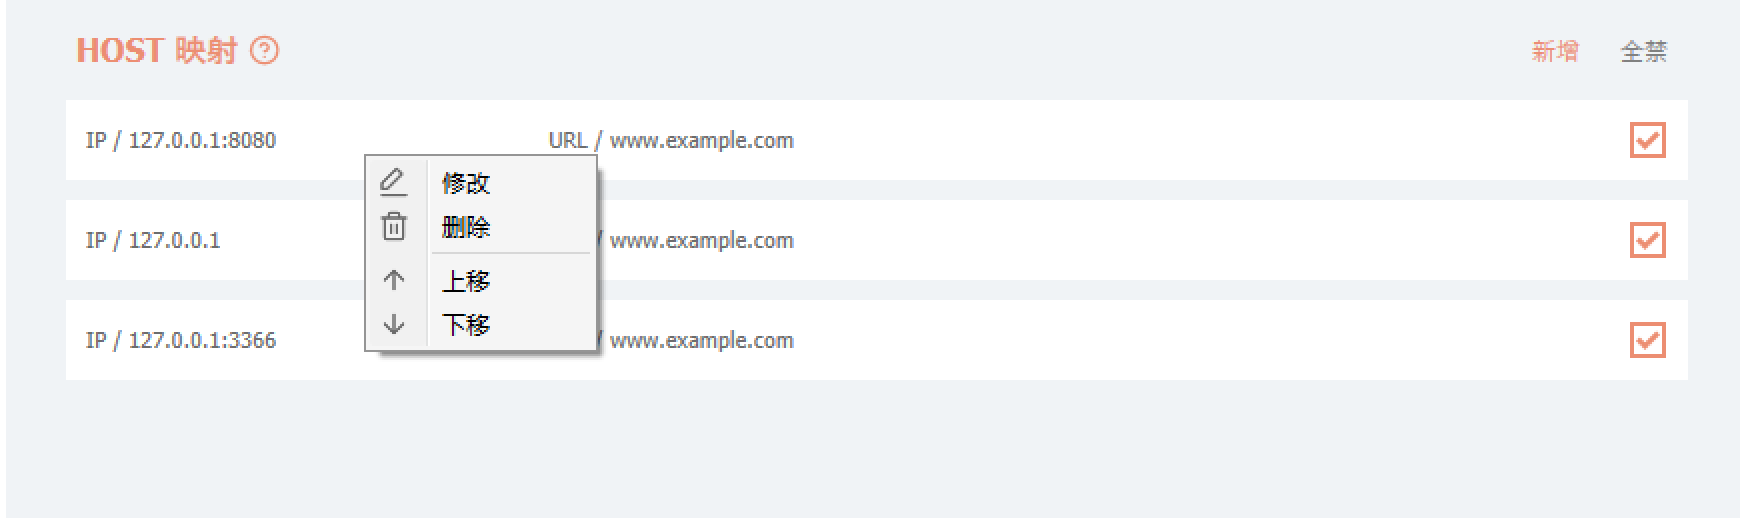 HOST 映射 ?
新增 全禁
IP / 127.0.0.1:8080 URL / www.example.com
修改
删除
IP / 127.0.0.1 / www.example.com
上移
下移
IP / 127.0.0.1:3366 / www.example.com